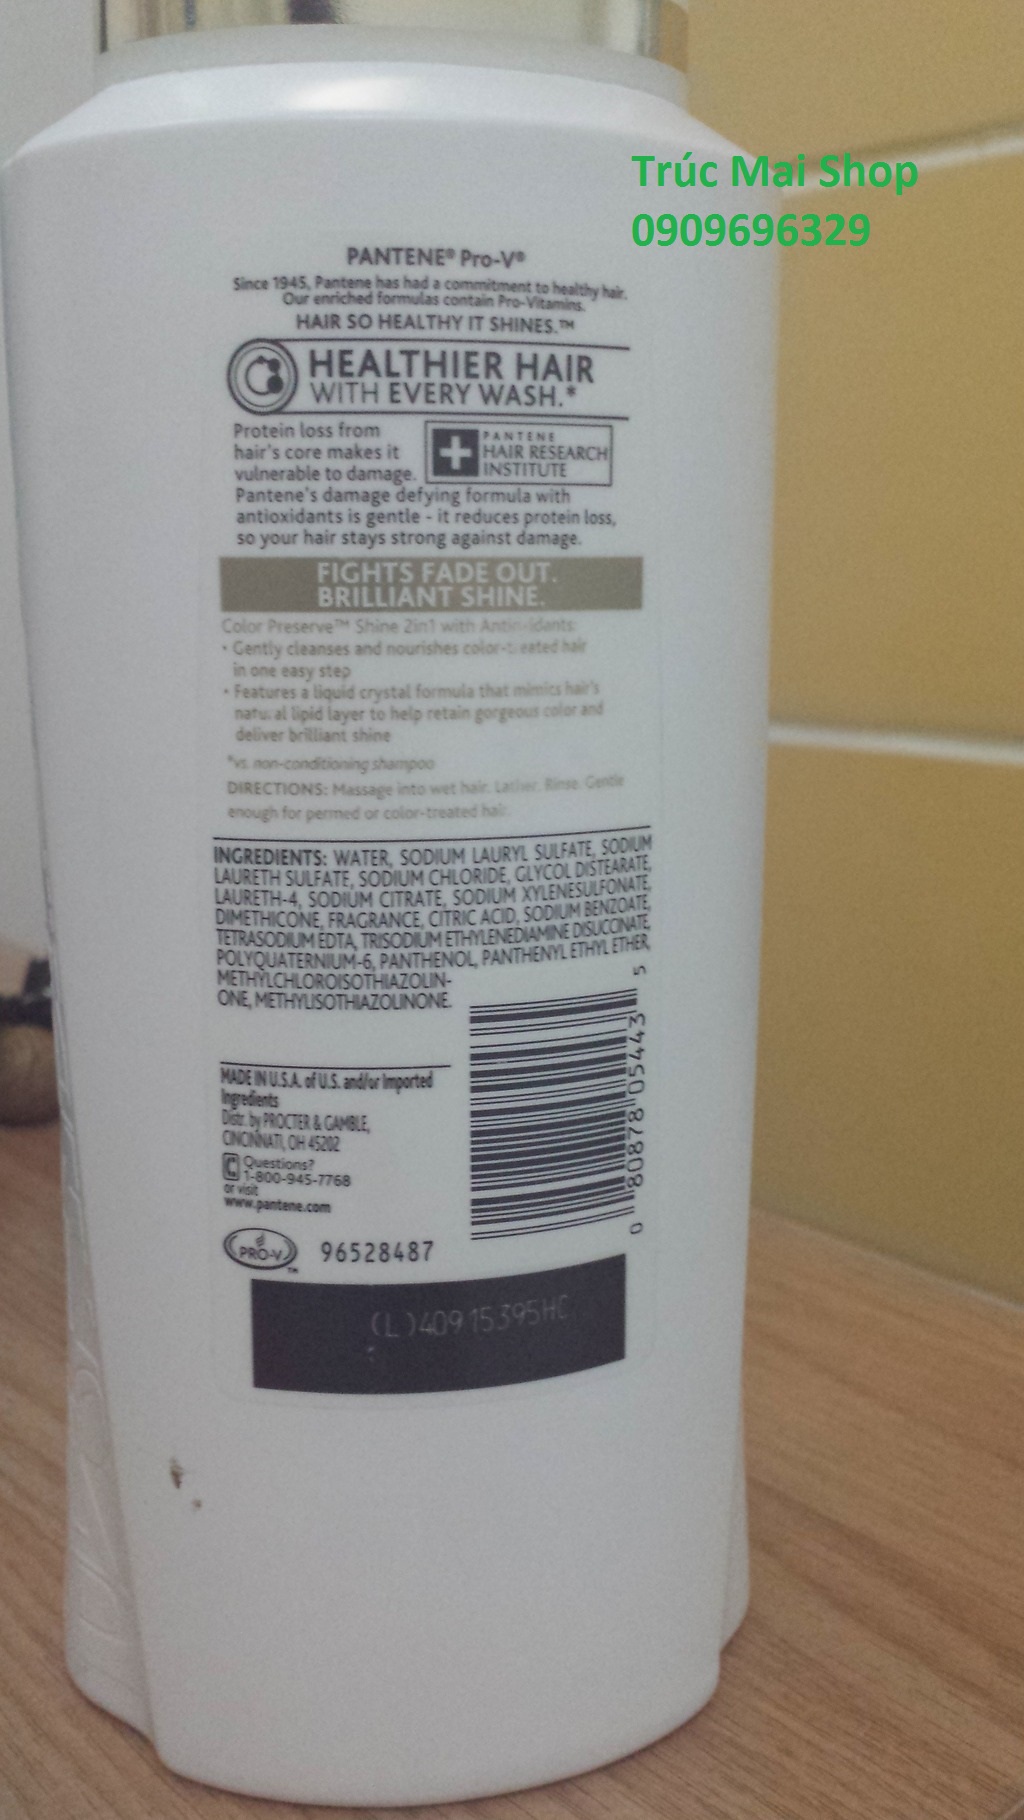 Trúc Mai Shop
0909696329
PANTENE® Pro-V®
Since 1945, Pantene has had a commitment to healthy hair.
Our enriched formulas contain Pro-Vitamins.
HAIR SO HEALTHY IT SHINES.™
HEALTHIER HAIR
WITH EVERY WASH.*
Protein loss from
hair's core makes it
vulnerable to damage.
PANTENE
HAIR RESEARCH
INSTITUTE
Pantene's damage defying formula with
antioxidants is gentle - it reduces protein loss,
so your hair stays strong against damage.
FIGHTS FADE OUT.
BRILLIANT SHINE.
Color Preserve™ Shine 2in1 with Antioxidants:
• Gently cleanses and nourishes color-treated hair
in one easy step
• Features a liquid crystal formula that mimics hair's
natural lipid layer to help retain gorgeous color and
deliver brilliant shine
*vs. non-conditioning shampoo
DIRECTIONS: Massage into wet hair. Lather. Rinse. Gentle
enough for permed or color-treated hair.
INGREDIENTS: WATER, SODIUM LAURYL SULFATE, SODIUM
LAURETH SULFATE, SODIUM CHLORIDE, GLYCOL DISTEARATE,
LAURETH-4, SODIUM CITRATE, SODIUM XYLENESULFONATE,
DIMETHICONE, FRAGRANCE, CITRIC ACID, SODIUM BENZOATE,
TETRASODIUM EDTA, TRISODIUM ETHYLENEDIAMINE DISUCCINATE,
POLYQUATERNIUM-6, PANTHENOL, PANTHENYL ETHYL ETHER,
METHYLCHLOROISOTHIAZOLIN-
ONE, METHYLISOTHIAZOLINONE.
MADE IN U.S.A. of U.S. and/or Imported
Ingredients
Distr. by PROCTER & GAMBLE,
CINCINNATI, OH 45202
Questions?
1-800-945-7768
or visit
www.pantene.com
0 80878 05443 5
PRO-V™
96528487
(L)40915395HC